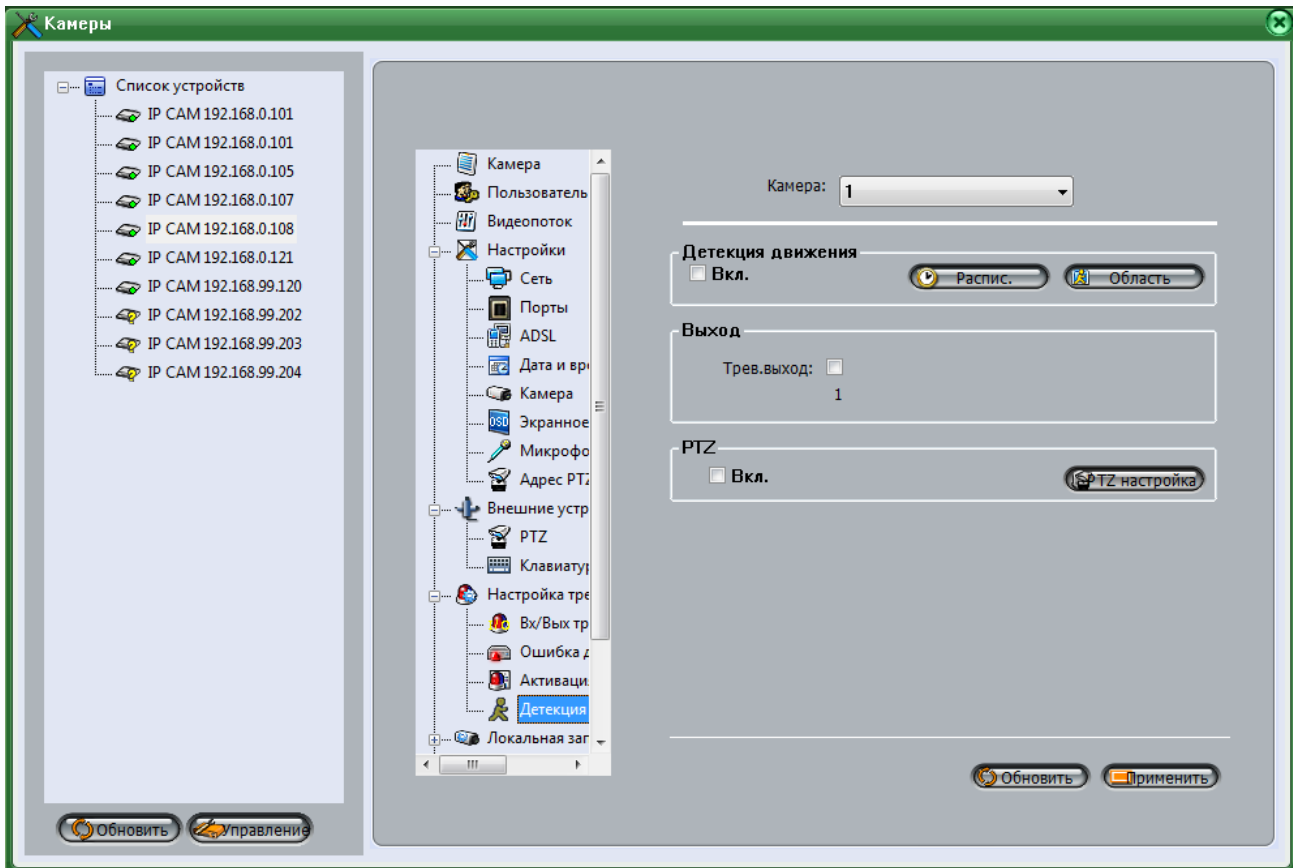 Камеры
Список устройств
IP CAM 192.168.0.101
IP CAM 192.168.0.101
IP CAM 192.168.0.105
IP CAM 192.168.0.107
IP CAM 192.168.0.108
IP CAM 192.168.0.121
IP CAM 192.168.99.120
IP CAM 192.168.99.202
IP CAM 192.168.99.203
IP CAM 192.168.99.204
Обновить
Управление
Камера
Пользователь
Видеопоток
Настройки
Сеть
Порты
ADSL
Дата и вре
Камера
OSD Экранное
Микрофо
Адрес PTZ
Внешние устр
PTZ
Клавиатур
Настройка тре
Вх/Вых тр
Ошибка д
Активаци
Детекция
Локальная заг
Камера: 1
Детекция движения
Вкл.
Распис.
Область
Выход
Трев.выход:
1
PTZ
Вкл.
PTZ настройка
Обновить
Применить